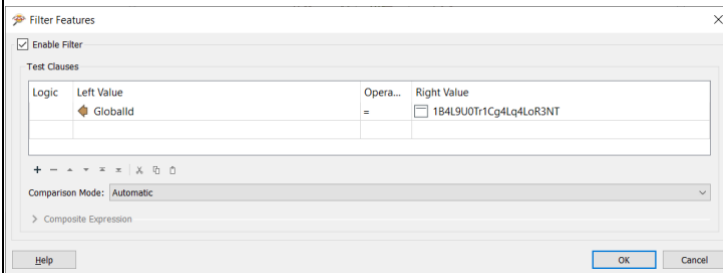 Filter Features
Enable Filter
Test Clauses
Logic Left Value Opera... Right Value
GlobalId = 1B4L9U0Tr1Cg4Lq4LoR3NT
Comparison Mode: Automatic
> Composite Expression
Help OK Cancel